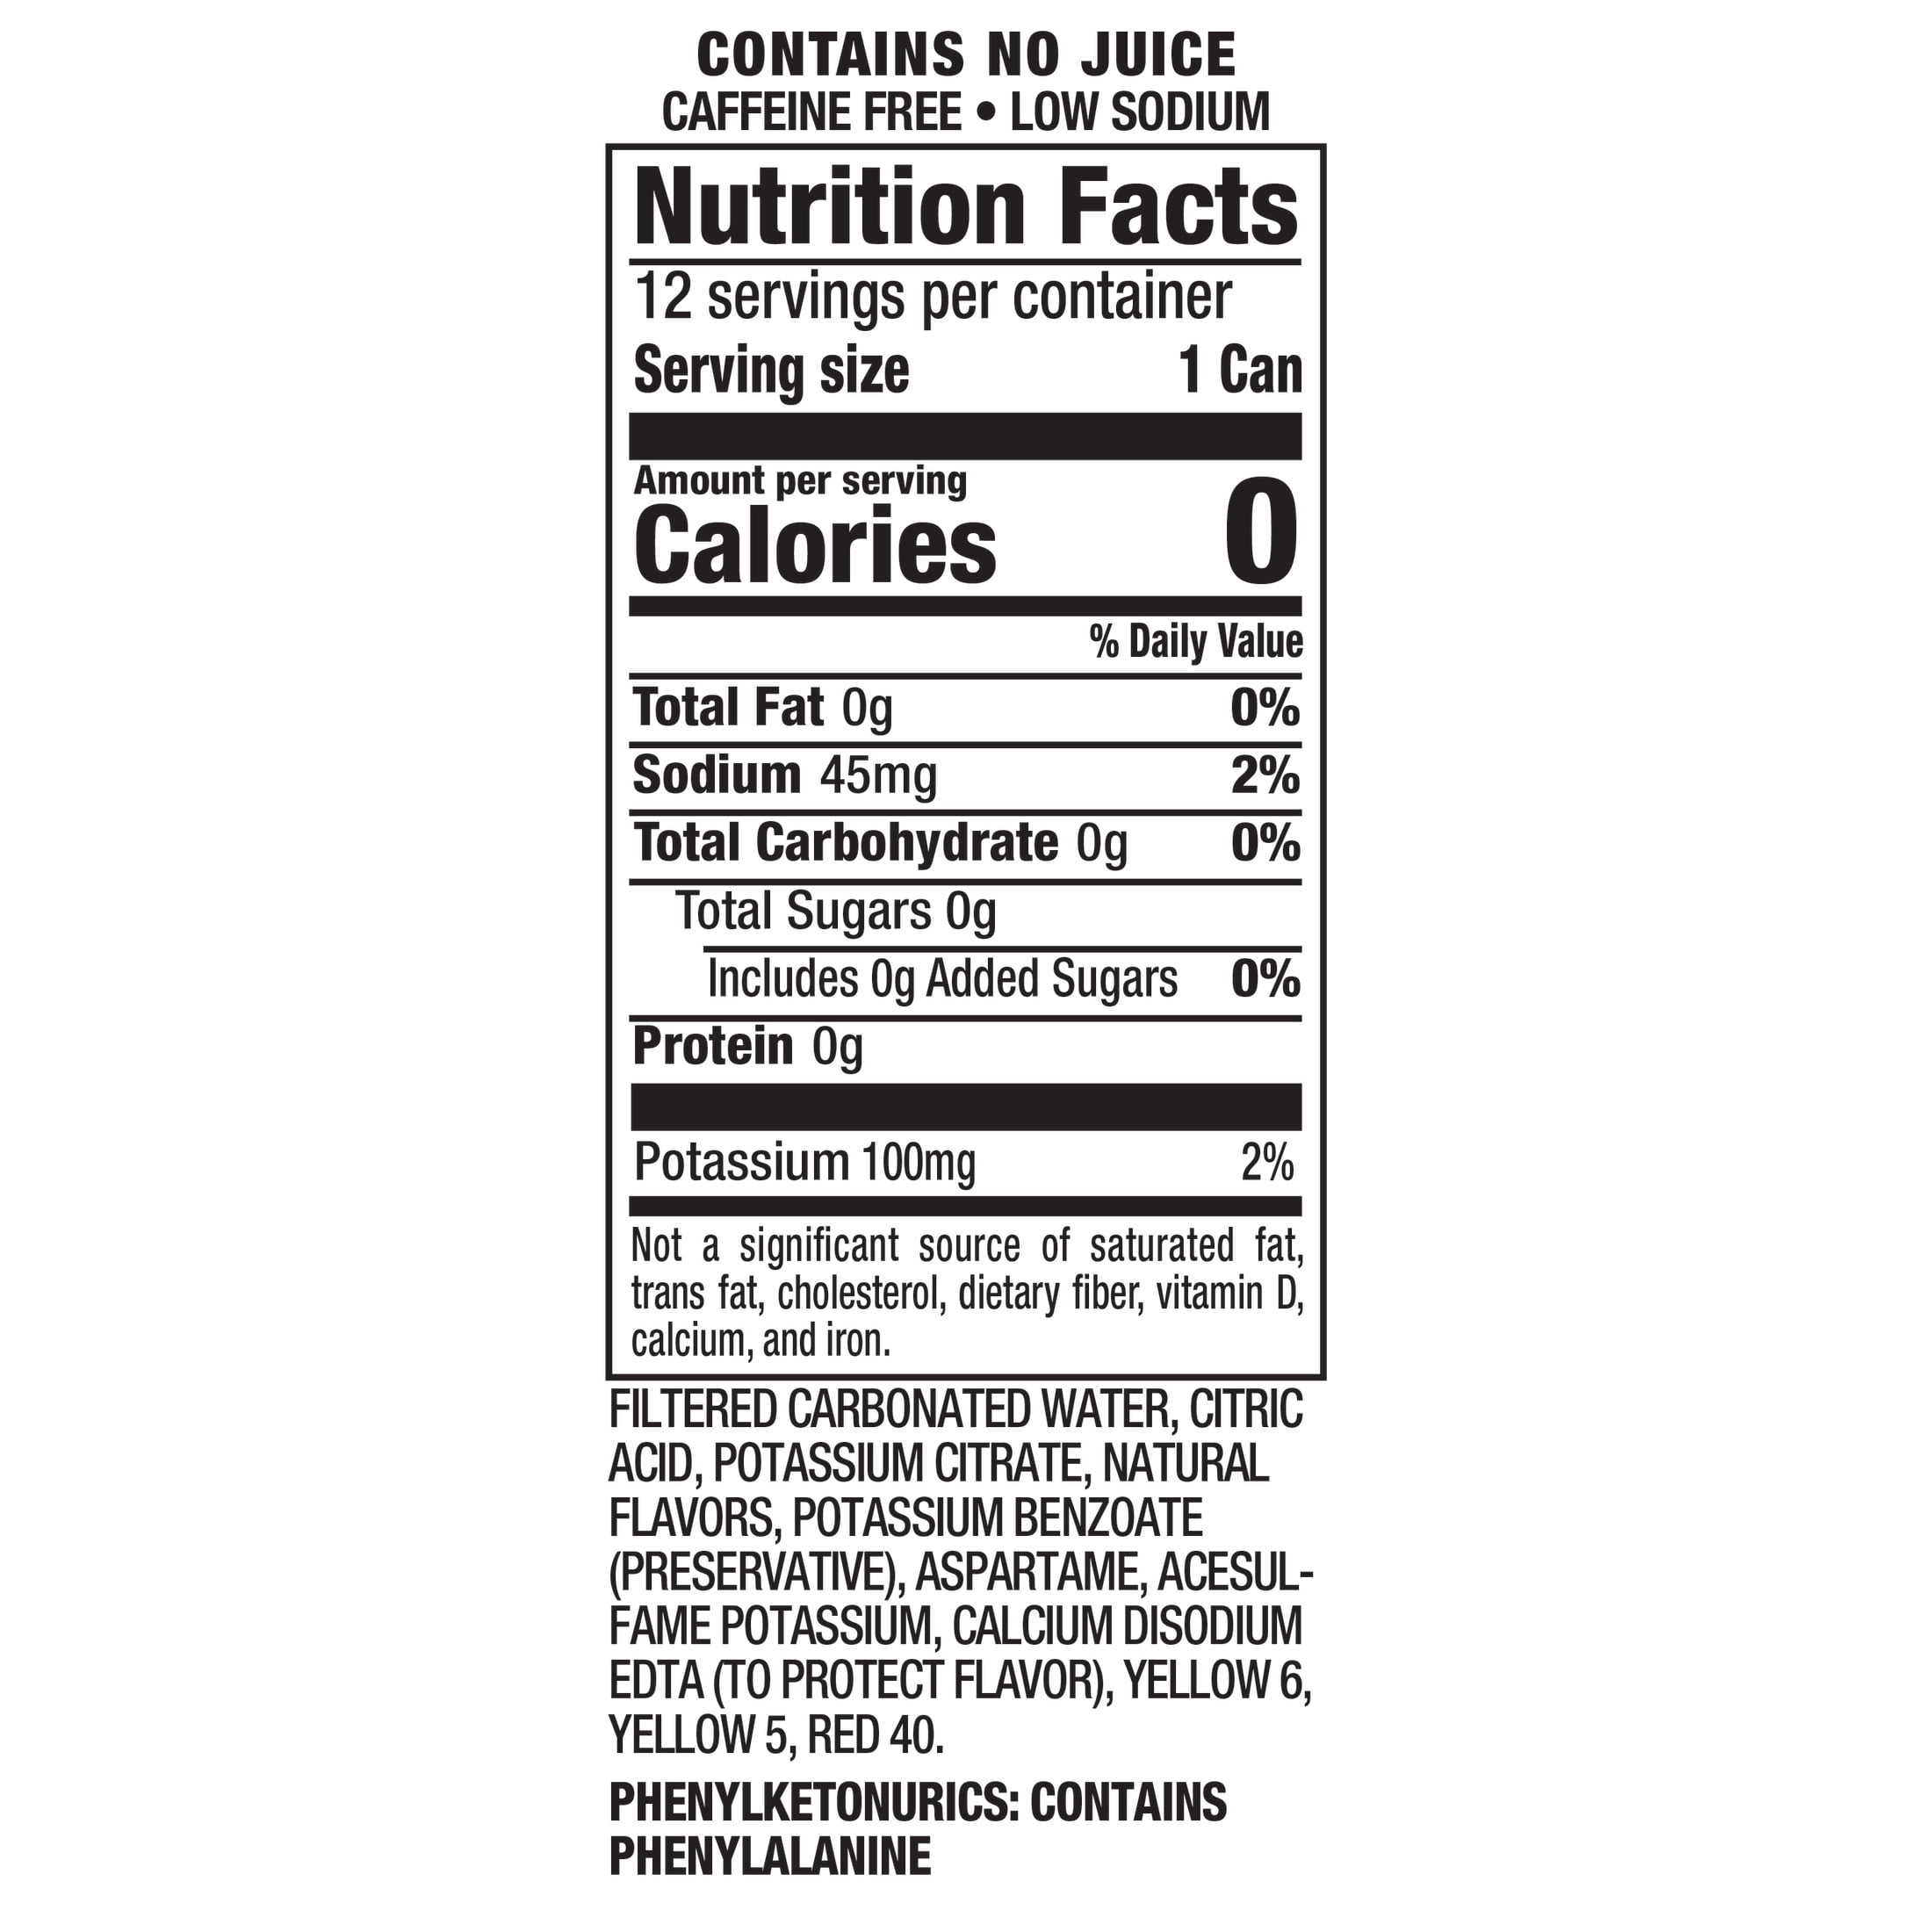 CONTAINS NO JUICE
CAFFEINE FREE • LOW SODIUM
Nutrition Facts
12 servings per container
Serving size 1 Can
Amount per serving
Calories 0
% Daily Value
Total Fat 0g 0%
Sodium 45mg 2%
Total Carbohydrate 0g 0%
Total Sugars 0g
Includes 0g Added Sugars 0%
Protein 0g
Potassium 100mg 2%
Not a significant source of saturated fat,
trans fat, cholesterol, dietary fiber, vitamin D,
calcium, and iron.
FILTERED CARBONATED WATER, CITRIC
ACID, POTASSIUM CITRATE, NATURAL
FLAVORS, POTASSIUM BENZOATE
(PRESERVATIVE), ASPARTAME, ACESUL-
FAME POTASSIUM, CALCIUM DISODIUM
EDTA (TO PROTECT FLAVOR), YELLOW 6,
YELLOW 5, RED 40.
PHENYLKETONURICS: CONTAINS
PHENYLALANINE